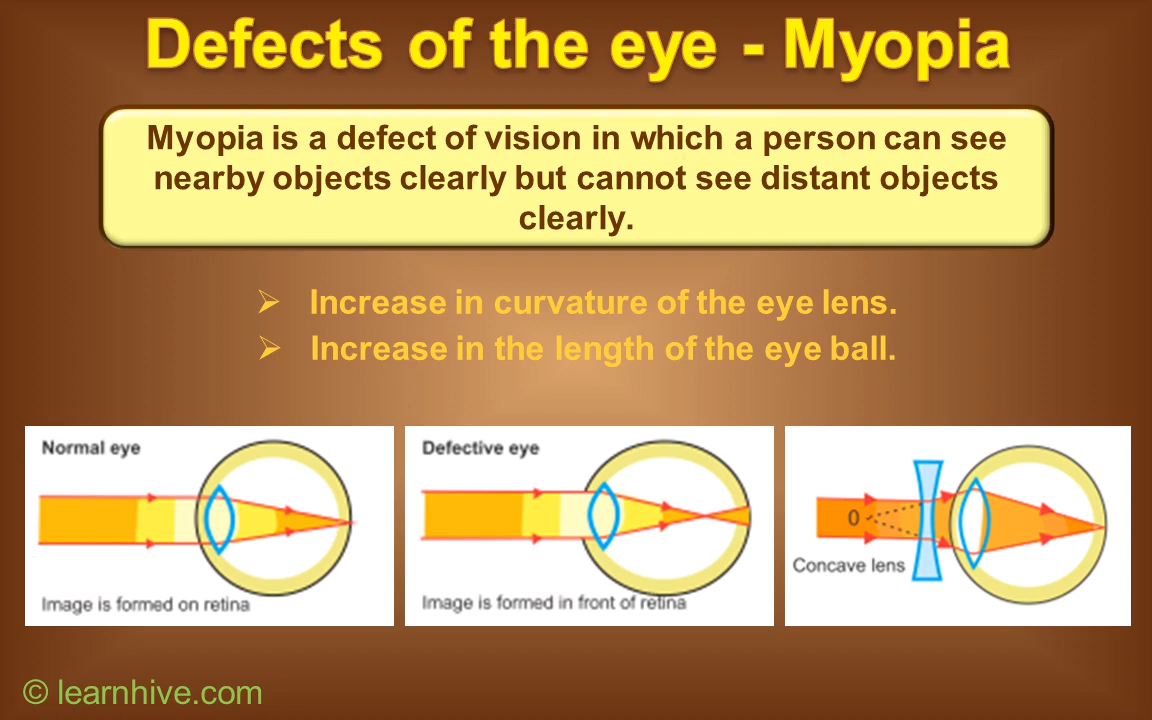 Defects of the eye - Myopia
Myopia is a defect of vision in which a person can see
nearby objects clearly but cannot see distant objects
clearly.
➢ Increase in curvature of the eye lens.
➢ Increase in the length of the eye ball.
Normal eye
Image is formed on retina
Defective eye
Image is formed in front of retina
0
Concave lens
© learnhive.com